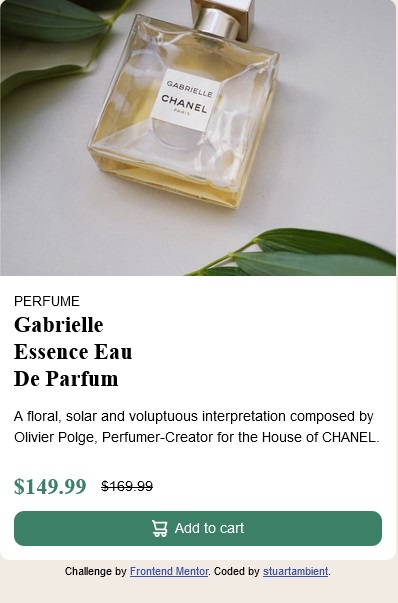 GABRIELLE
CHANEL
PARIS
PERFUME
Gabrielle
Essence Eau
De Parfum
A floral, solar and voluptuous interpretation composed by
Olivier Polge, Perfumer-Creator for the House of CHANEL.
$149.99 $169.99
Add to cart
Challenge by Frontend Mentor. Coded by stuartambient.